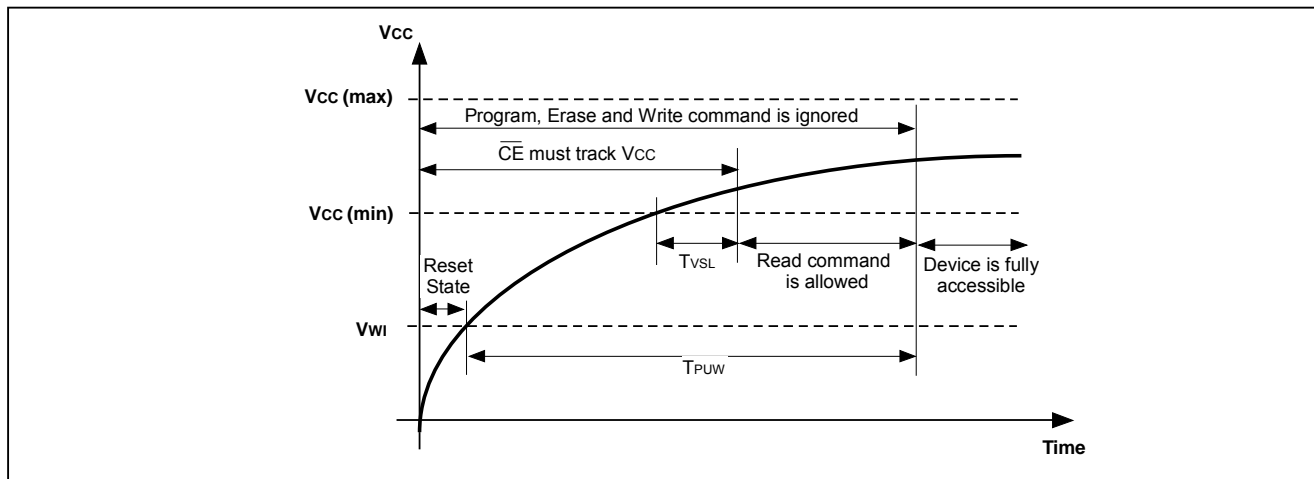 Vcc
Vcc (max)
Program, Erase and Write command is ignored
CE must track Vcc
Vcc (min)
TVSL
Read command
is allowed
Device is fully
accessible
Reset
State
VWI
TPUW
Time